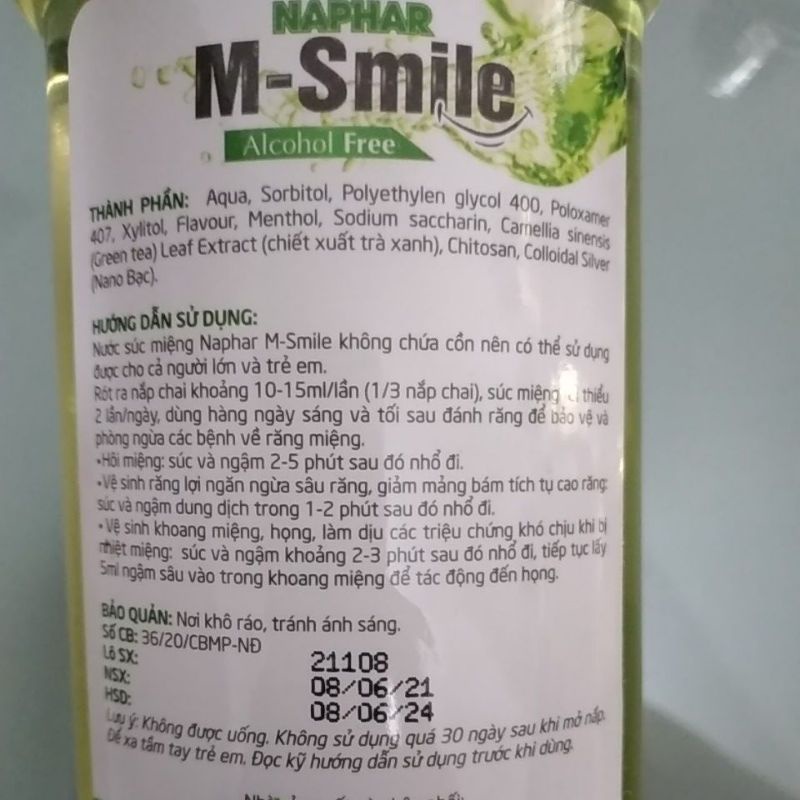 NAPHAR
M-Smile
Alcohol Free
THÀNH PHẦN: Aqua, Sorbitol, Polyethylen glycol 400, Poloxamer
407, Xylitol, Flavour, Menthol, Sodium saccharin, Camellia sinensis
(Green tea) Leaf Extract (chiết xuất trà xanh), Chitosan, Colloidal Silver
(Nano Bạc).
HƯỚNG DẪN SỬ DỤNG:
Nước súc miệng Naphar M-Smile không chứa cồn nên có thể sử dụng
được cho cả người lớn và trẻ em.
Rót ra nắp chai khoảng 10-15ml/lần (1/3 nắp chai), súc miệng thiểu
2 lần/ngày, dùng hàng ngày sáng và tối sau đánh răng để bảo vệ và
phòng ngừa các bệnh về răng miệng.
•Hôi miệng: súc và ngậm 2-5 phút sau đó nhổ đi.
•Vệ sinh răng lợi ngăn ngừa sâu răng, giảm mảng bám tích tụ cao răng:
súc và ngậm dung dịch trong 1-2 phút sau đó nhổ đi.
• Vệ sinh khoang miệng, họng, làm dịu các triệu chứng khó chịu khi bị
nhiệt miệng: súc và ngậm khoảng 2-3 phút sau đó nhổ đi, tiếp tục lấy
5ml ngậm sâu vào trong khoang miệng để tác động đến họng.
BẢO QUẢN: Nơi khô ráo, tránh ánh sáng.
Số CB: 36/20/CBMP-NĐ
Lô SX: 21108
NSX: 08/06/21
HSD: 08/06/24
Lưu ý: Không được uống. Không sử dụng quá 30 ngày sau khi mở nắp.
Để xa tầm tay trẻ em. Đọc kỹ hướng dẫn sử dụng trước khi dùng.